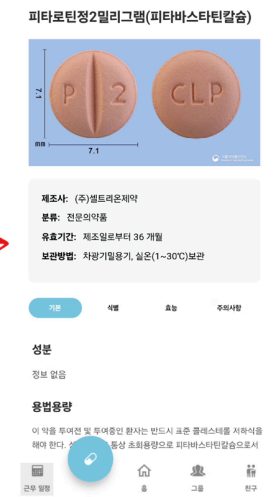 피타로틴정2밀리그램(피타바스타틴칼슘)
P 2
CLP
7.1
mm
7.1
제조사: (주)셀트리온제약
분류: 전문의약품
유효기간: 제조일로부터 36 개월
보관방법: 차광기밀용기, 실온(1~30℃)보관
기본 식별 효능 주의사항
성분
정보 없음
용법용량
이 약을 투여전 및 투여중인 환자는 반드시 표준 콜레스테롤 저하식을
해야 한다. 통상 초회용량으로 피타바스타틴칼슘으로서
근무 일정 홈 그룹 친구